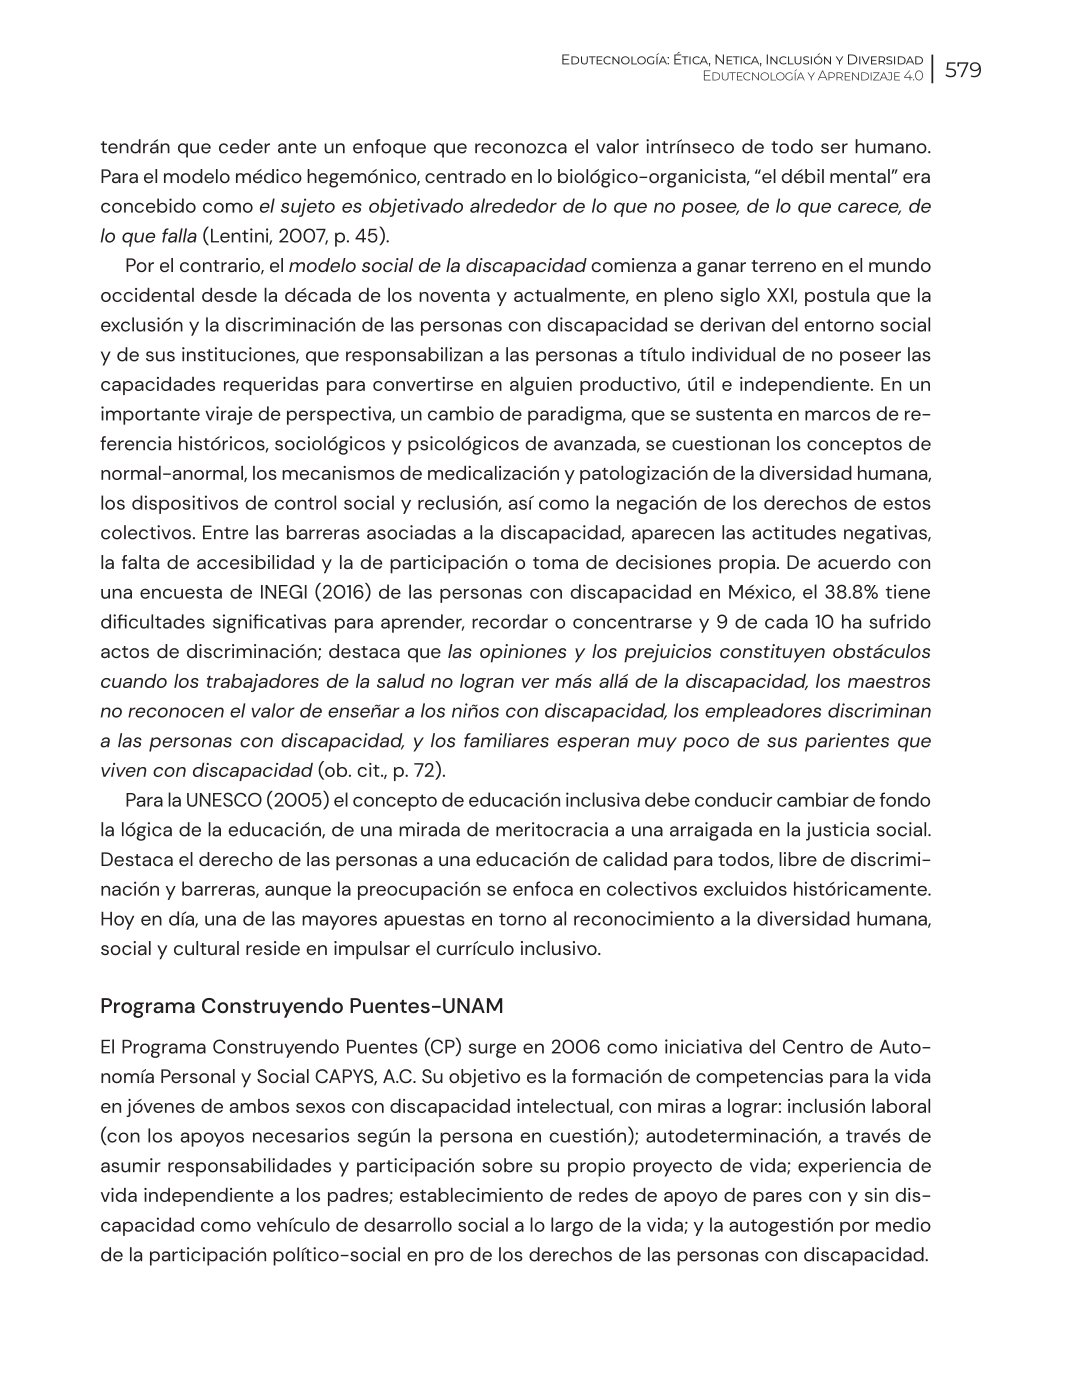 Edutecnología: Ética, Netica, Inclusión y Diversidad
Edutecnología y Aprendizaje 4.0
579
tendrán que ceder ante un enfoque que reconozca el valor intrínseco de todo ser humano.
Para el modelo médico hegemónico, centrado en lo biológico-organicista, “el débil mental” era
concebido como el sujeto es objetivado alrededor de lo que no posee, de lo que carece, de
lo que falla (Lentini, 2007, p. 45).
Por el contrario, el modelo social de la discapacidad comienza a ganar terreno en el mundo
occidental desde la década de los noventa y actualmente, en pleno siglo XXI, postula que la
exclusión y la discriminación de las personas con discapacidad se derivan del entorno social
y de sus instituciones, que responsabilizan a las personas a título individual de no poseer las
capacidades requeridas para convertirse en alguien productivo, útil e independiente. En un
importante viraje de perspectiva, un cambio de paradigma, que se sustenta en marcos de re-
ferencia históricos, sociológicos y psicológicos de avanzada, se cuestionan los conceptos de
normal-anormal, los mecanismos de medicalización y patologización de la diversidad humana,
los dispositivos de control social y reclusión, así como la negación de los derechos de estos
colectivos. Entre las barreras asociadas a la discapacidad, aparecen las actitudes negativas,
la falta de accesibilidad y la de participación o toma de decisiones propia. De acuerdo con
una encuesta de INEGI (2016) de las personas con discapacidad en México, el 38.8% tiene
dificultades significativas para aprender, recordar o concentrarse y 9 de cada 10 ha sufrido
actos de discriminación; destaca que las opiniones y los prejuicios constituyen obstáculos
cuando los trabajadores de la salud no logran ver más allá de la discapacidad, los maestros
no reconocen el valor de enseñar a los niños con discapacidad, los empleadores discriminan
a las personas con discapacidad, y los familiares esperan muy poco de sus parientes que
viven con discapacidad (ob. cit., p. 72).
Para la UNESCO (2005) el concepto de educación inclusiva debe conducir cambiar de fondo
la lógica de la educación, de una mirada de meritocracia a una arraigada en la justicia social.
Destaca el derecho de las personas a una educación de calidad para todos, libre de discrimi-
nación y barreras, aunque la preocupación se enfoca en colectivos excluidos históricamente.
Hoy en día, una de las mayores apuestas en torno al reconocimiento a la diversidad humana,
social y cultural reside en impulsar el currículo inclusivo.
Programa Construyendo Puentes-UNAM
El Programa Construyendo Puentes (CP) surge en 2006 como iniciativa del Centro de Auto-
nomía Personal y Social CAPYS, A.C. Su objetivo es la formación de competencias para la vida
en jóvenes de ambos sexos con discapacidad intelectual, con miras a lograr: inclusión laboral
(con los apoyos necesarios según la persona en cuestión); autodeterminación, a través de
asumir responsabilidades y participación sobre su propio proyecto de vida; experiencia de
vida independiente a los padres; establecimiento de redes de apoyo de pares con y sin dis-
capacidad como vehículo de desarrollo social a lo largo de la vida; y la autogestión por medio
de la participación político-social en pro de los derechos de las personas con discapacidad.